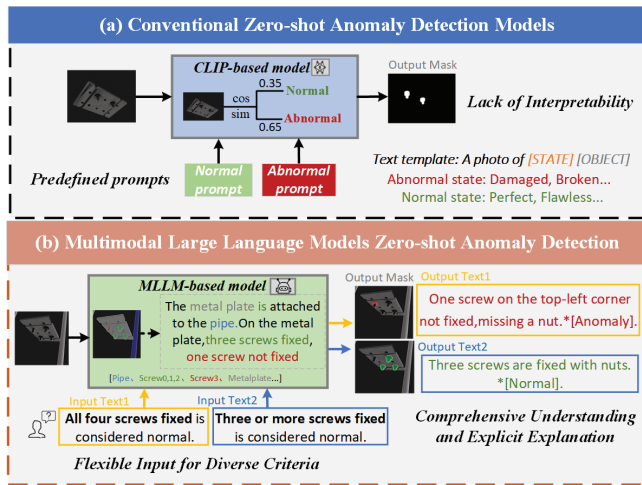 (a) Conventional Zero-shot Anomaly Detection Models
CLIP-based model
Output Mask
0.35
Normal
cos
sim
Abnormal
0.65
Lack of Interpretability
Predefined prompts
Normal
prompt
Abnormal
prompt
Text template: A photo of [STATE] [OBJECT]
Abnormal state: Damaged, Broken...
Normal state: Perfect, Flawless...
(b) Multimodal Large Language Models Zero-shot Anomaly Detection
MLLM-based model
The metal plate is attached
to the pipe.On the metal
plate,three screws fixed,
one screw not fixed
[Pipe、Screw0,1,2、Screw3、Metalplate...]
Output Mask
Output Text1
One screw on the top-left corner
not fixed,missing a nut.*[Anomaly].
Output Text2
Three screws are fixed with nuts.
*[Normal].
Input Text1
All four screws fixed is
considered normal.
Input Text2
Three or more screws fixed
is considered normal.
Flexible Input for Diverse Criteria
Comprehensive Understanding
and Explicit Explanation